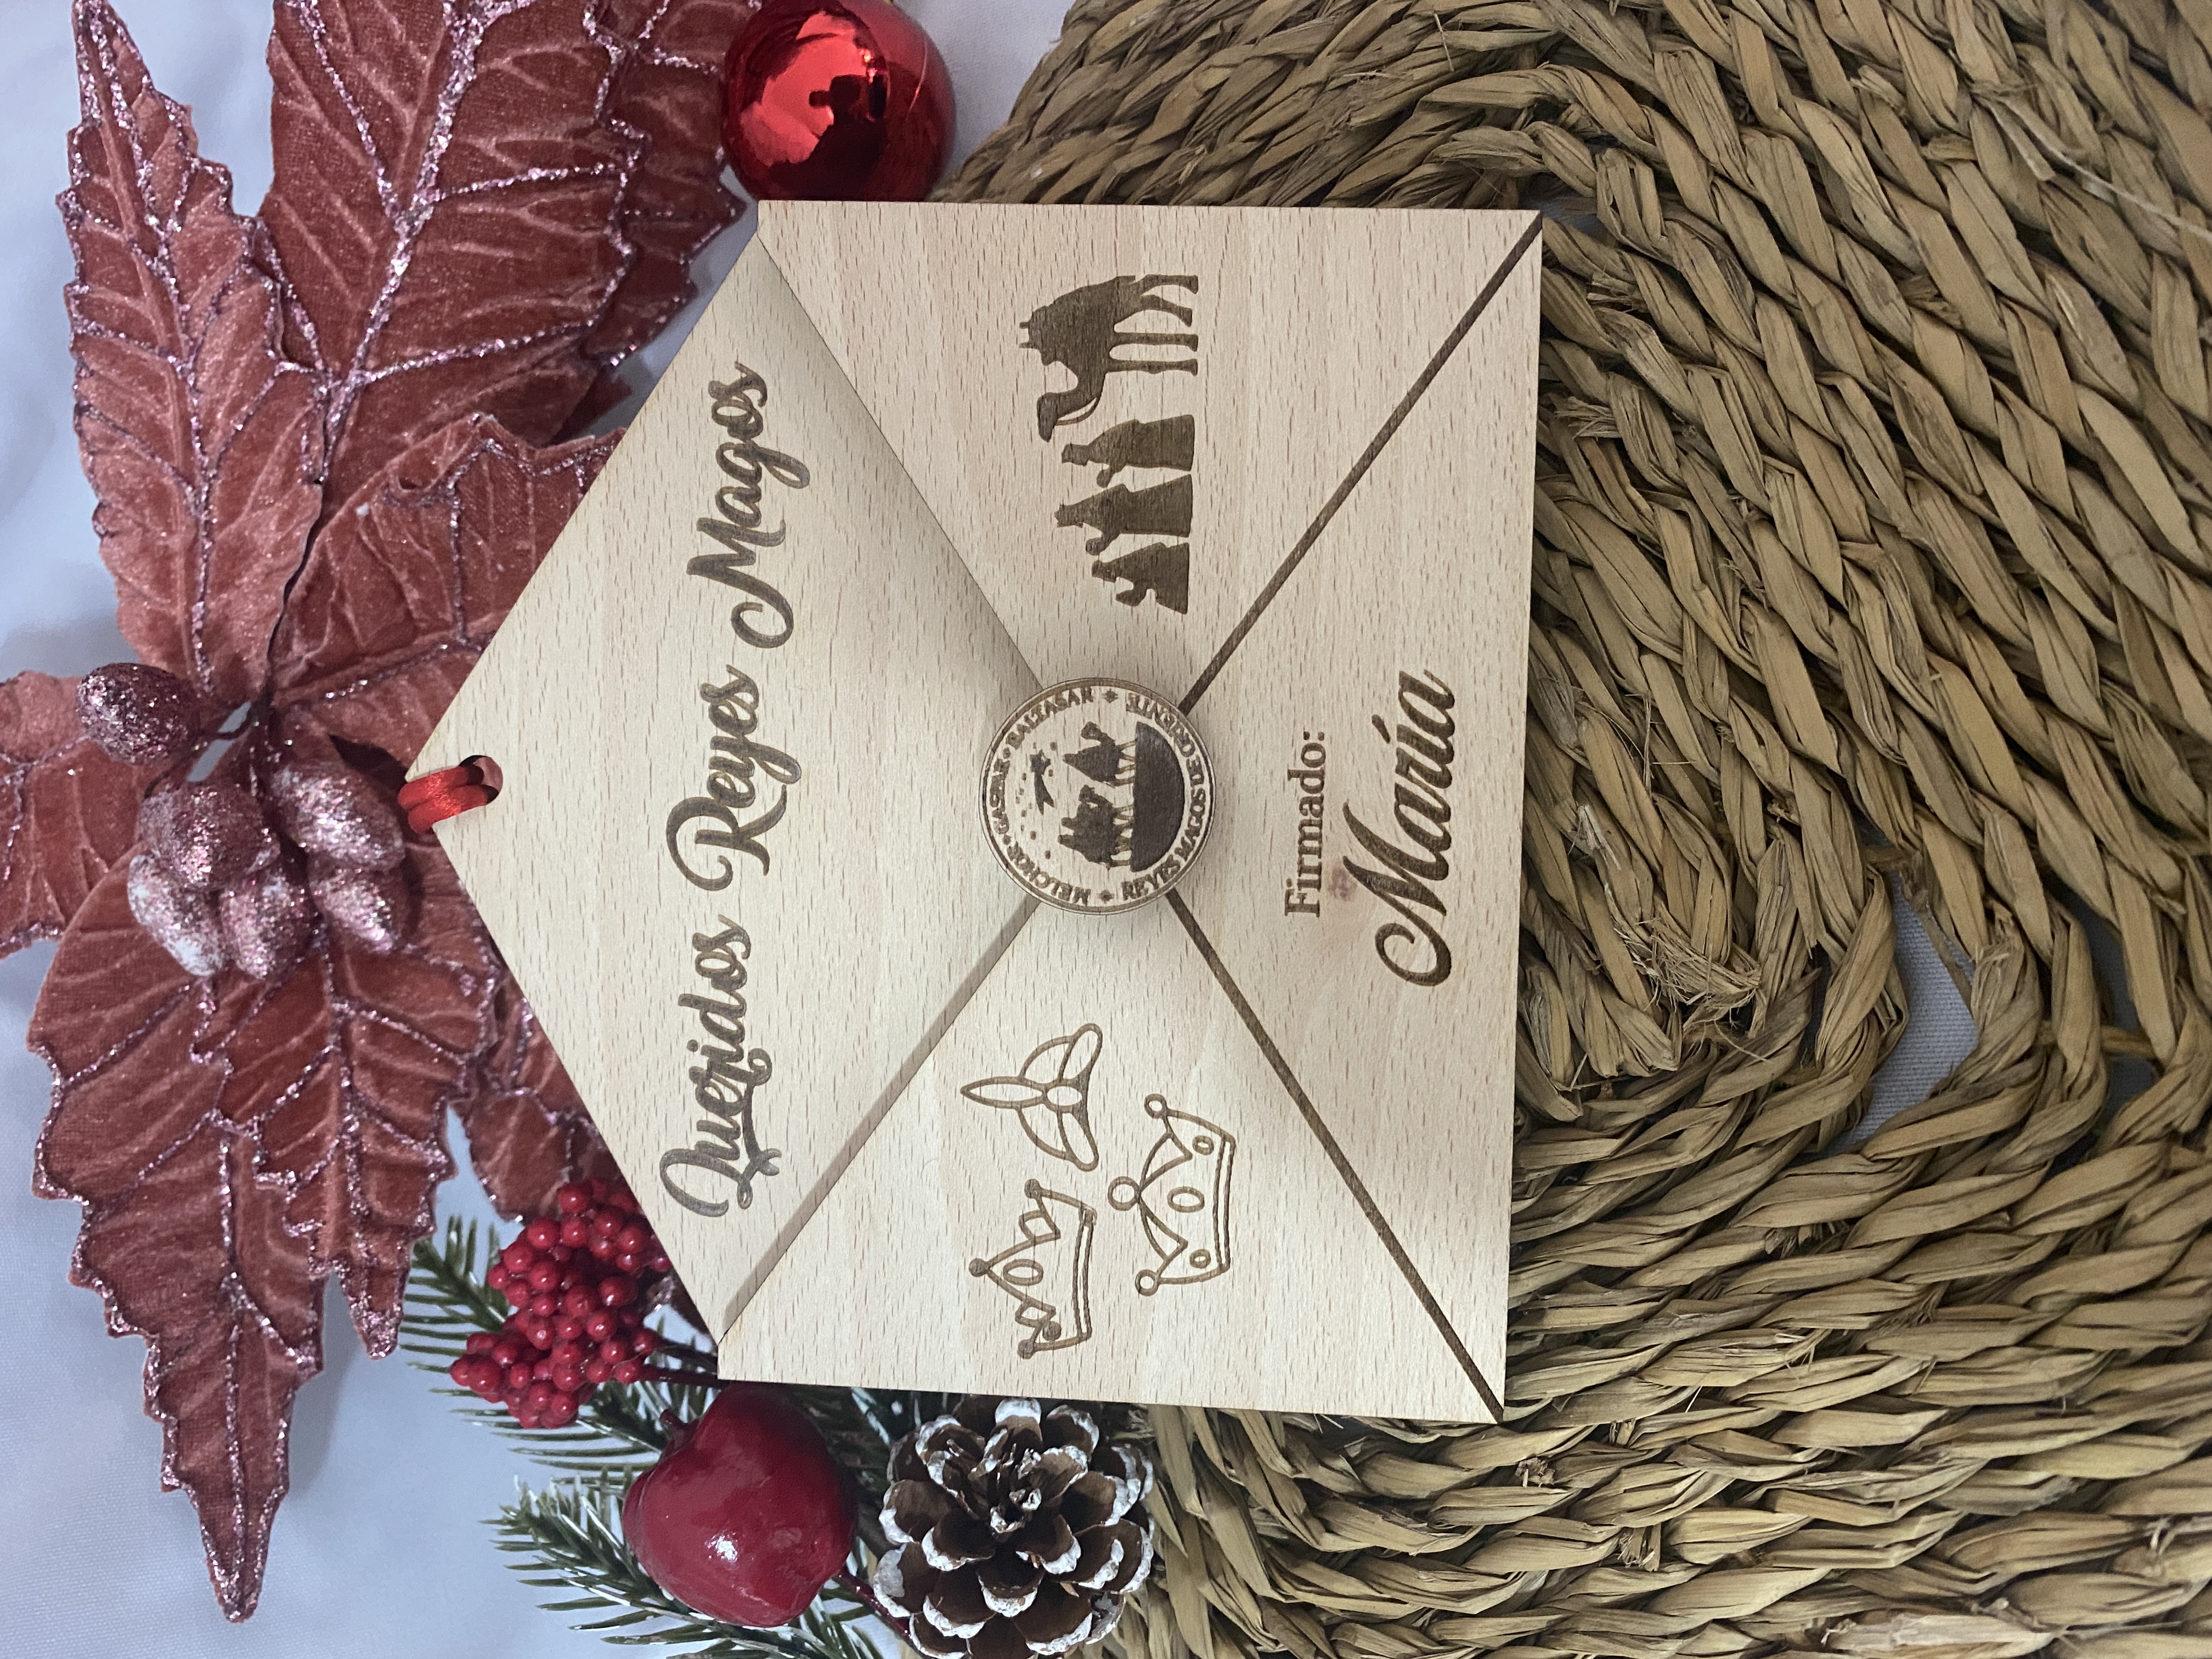 Queridos Reyes Magos
MELCHOR GASPAR BALTASAR
REYES MAGOS DE ORIENTE
Firmado:
María